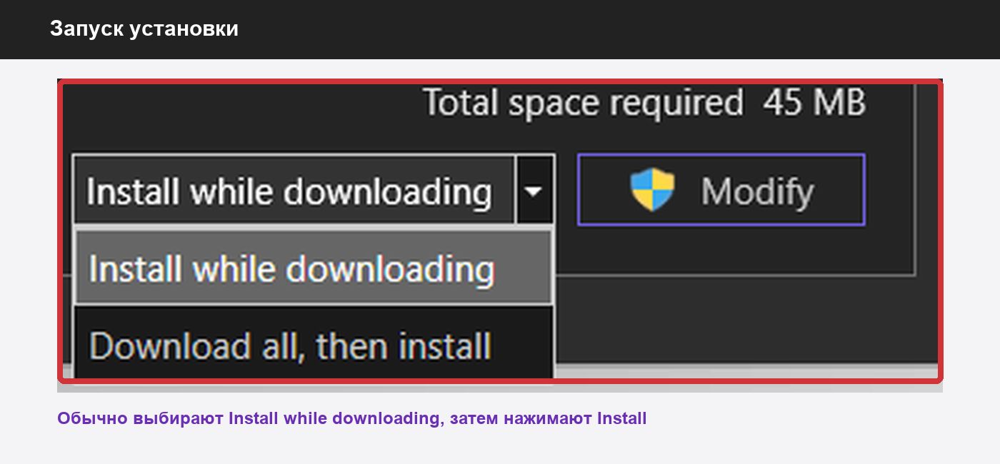 Запуск установки
Total space required 45 MB
Install while downloading
Modify
Install while downloading
Download all, then install
Обычно выбирают Install while downloading, затем нажимают Install